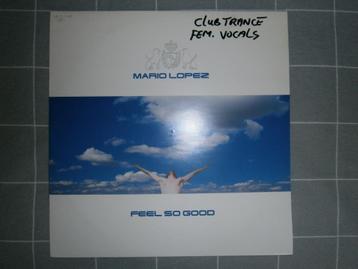 CLUB TRANCE
FEM. VOCALS
MARIO LOPEZ
FEEL SO GOOD